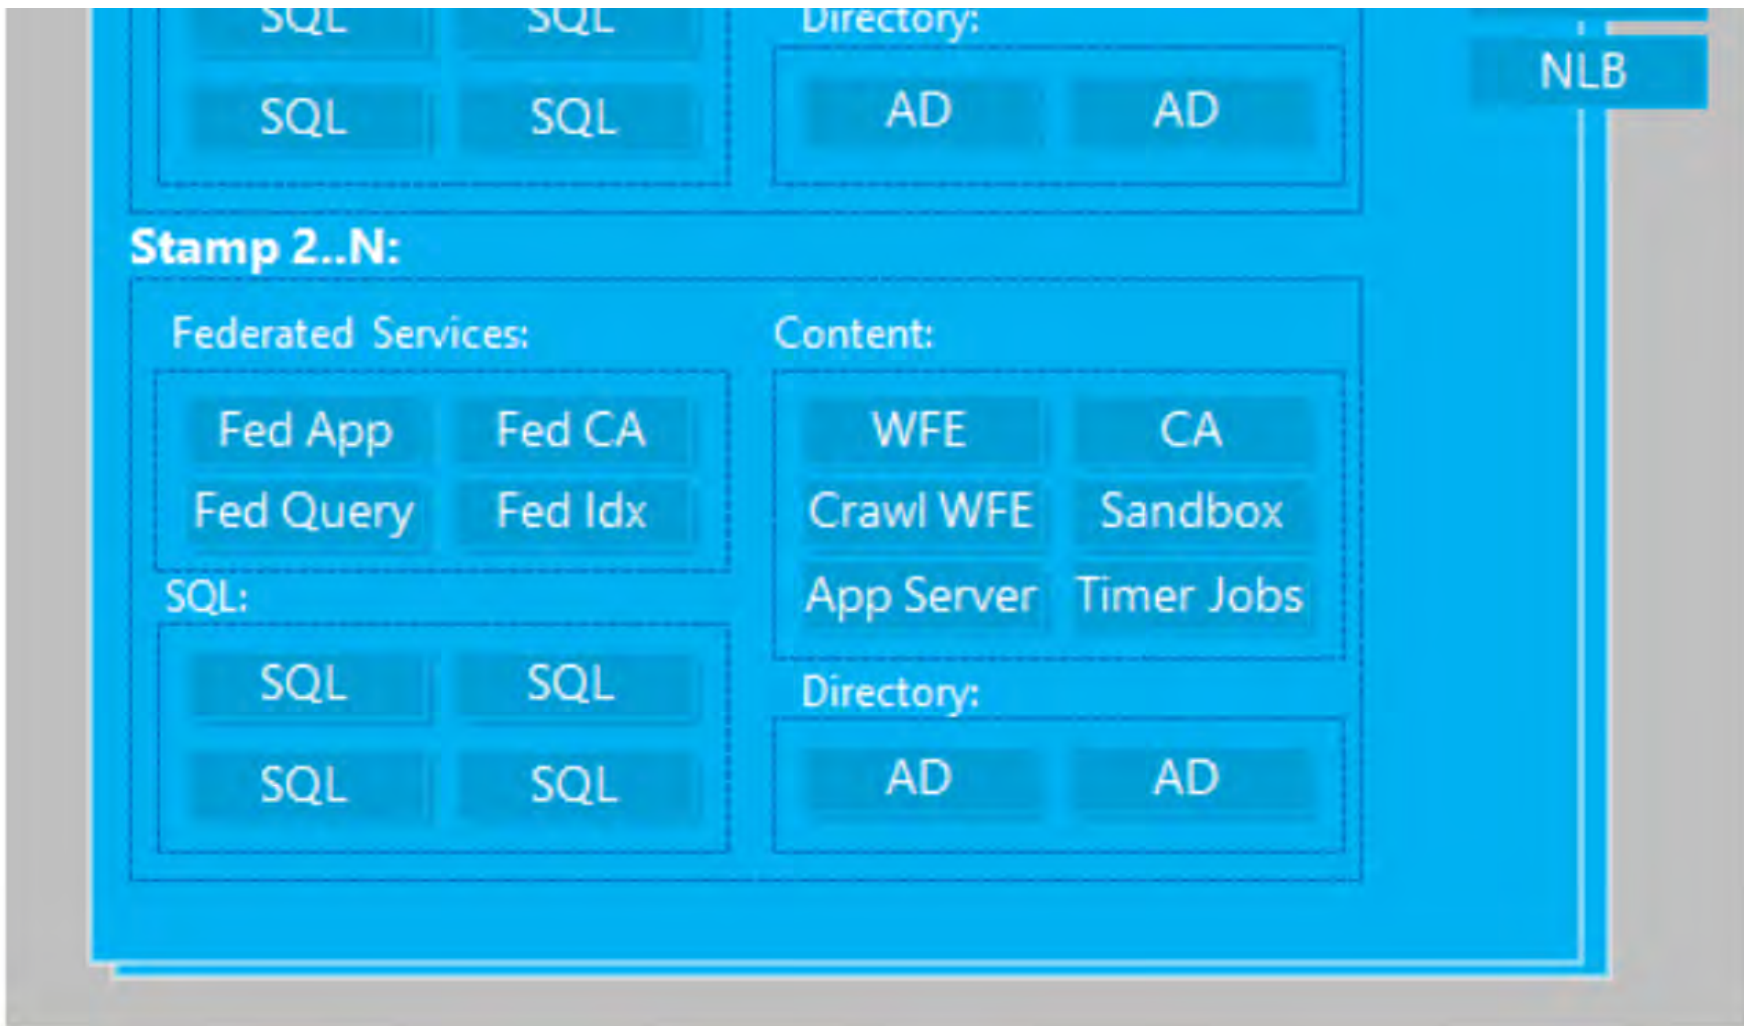 SQL SQL Directory:
NLB
SQL SQL AD AD
Stamp 2..N:
Federated Services:
Fed App Fed CA
Fed Query Fed Idx
SQL:
SQL SQL
SQL SQL
Content:
WFE CA
Crawl WFE Sandbox
App Server Timer Jobs
Directory:
AD AD